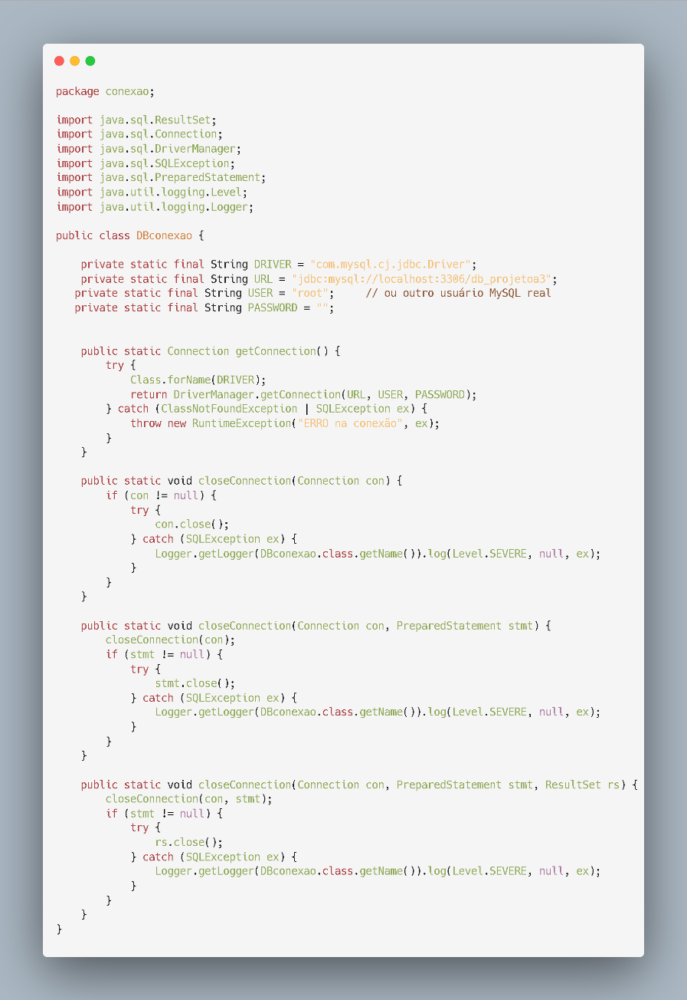 package conexao;

import java.sql.ResultSet;
import java.sql.Connection;
import java.sql.DriverManager;
import java.sql.SQLException;
import java.sql.PreparedStatement;
import java.util.logging.Level;
import java.util.logging.Logger;

public class DBconexao {

    private static final String DRIVER = "com.mysql.cj.jdbc.Driver";
    private static final String URL = "jdbc:mysql://localhost:3306/db_projetoa3";
   private static final String USER = "root";     // ou outro usuário MySQL real
   private static final String PASSWORD = "";


    public static Connection getConnection() {
        try {
            Class.forName(DRIVER);
            return DriverManager.getConnection(URL, USER, PASSWORD);
        } catch (ClassNotFoundException | SQLException ex) {
            throw new RuntimeException("ERRO na conexão", ex);
        }
    }

    public static void closeConnection(Connection con) {
        if (con != null) {
            try {
                con.close();
            } catch (SQLException ex) {
                Logger.getLogger(DBconexao.class.getName()).log(Level.SEVERE, null, ex);
            }
        }
    }

    public static void closeConnection(Connection con, PreparedStatement stmt) {
        closeConnection(con);
        if (stmt != null) {
            try {
                stmt.close();
            } catch (SQLException ex) {
                Logger.getLogger(DBconexao.class.getName()).log(Level.SEVERE, null, ex);
            }
        }
    }

    public static void closeConnection(Connection con, PreparedStatement stmt, ResultSet rs) {
        closeConnection(con, stmt);
        if (stmt != null) {
            try {
                rs.close();
            } catch (SQLException ex) {
                Logger.getLogger(DBconexao.class.getName()).log(Level.SEVERE, null, ex);
            }
        }
    }
}